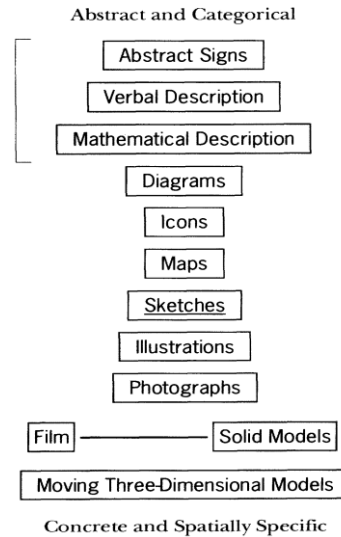 Abstract and Categorical
Abstract Signs
Verbal Description
Mathematical Description
Diagrams
Icons
Maps
Sketches
Illustrations
Photographs
Film Solid Models
Moving Three-Dimensional Models
Concrete and Spatially Specific